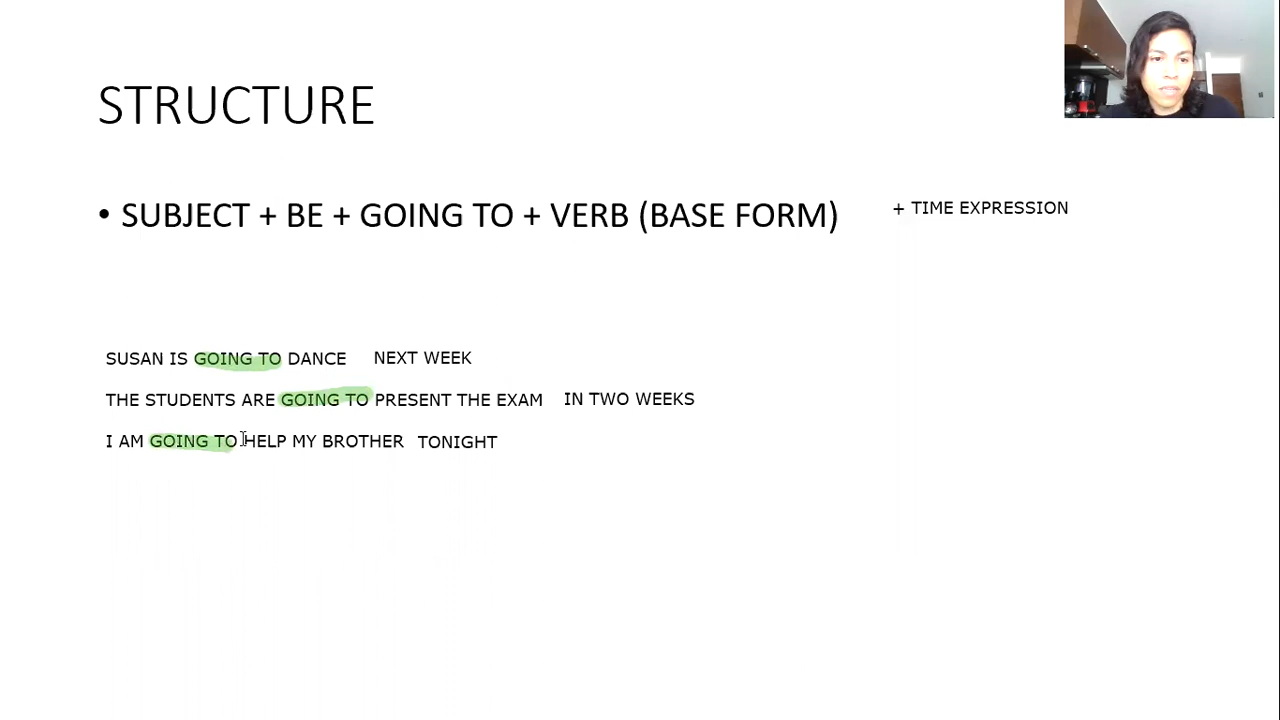 STRUCTURE
• SUBJECT + BE + GOING TO + VERB (BASE FORM) + TIME EXPRESSION
SUSAN IS GOING TO DANCE NEXT WEEK
THE STUDENTS ARE GOING TO PRESENT THE EXAM IN TWO WEEKS
I AM GOING TO HELP MY BROTHER TONIGHT